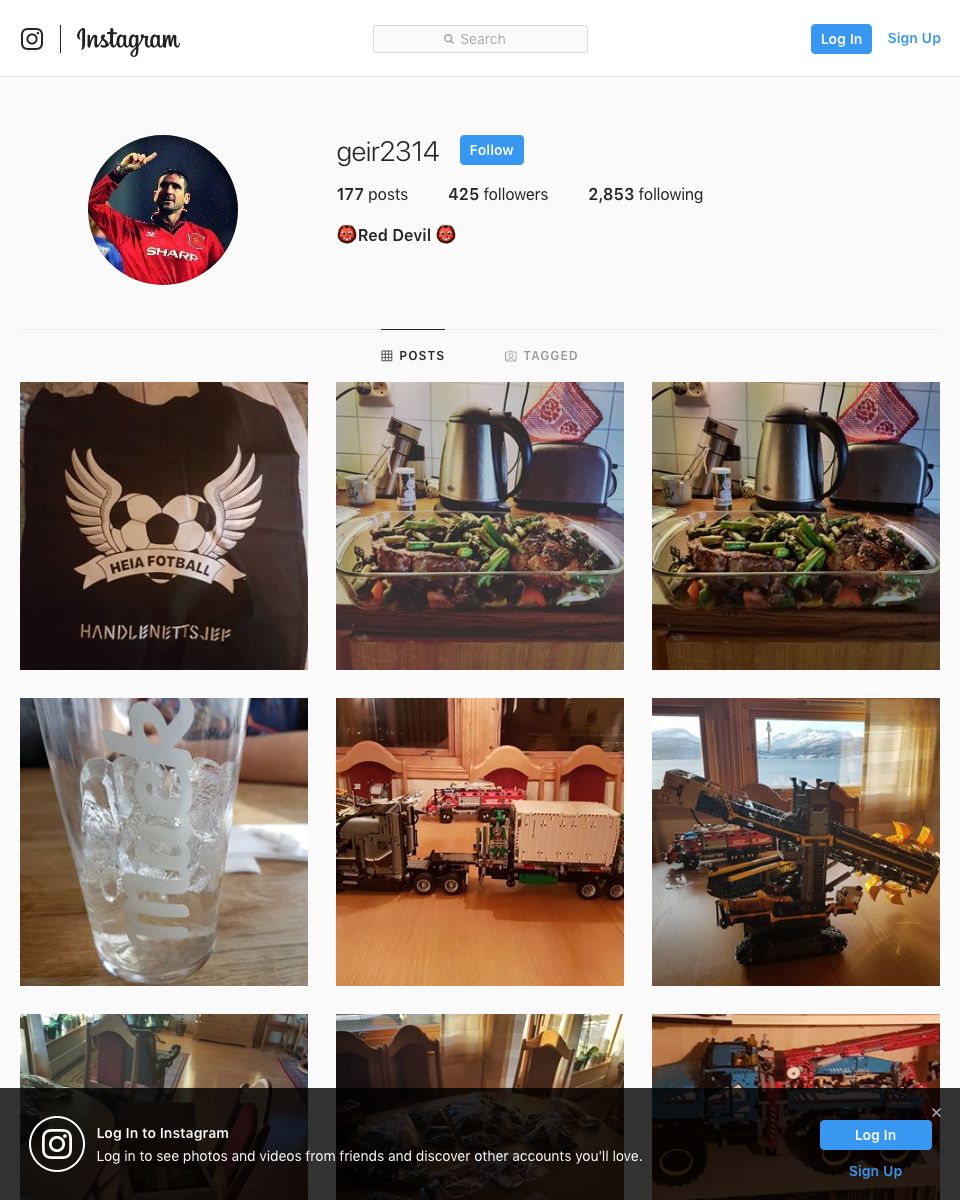 Instagram
Search
Log In
Sign Up
geir2314
Follow
177 posts
425 followers
2,853 following
Red Devil
SHARP
POSTS
TAGGED
HEIA FOTBALL
HANDLENETTSJEF
mack
Log In to Instagram
Log in to see photos and videos from friends and discover other accounts you'll love.
Log In
Sign Up